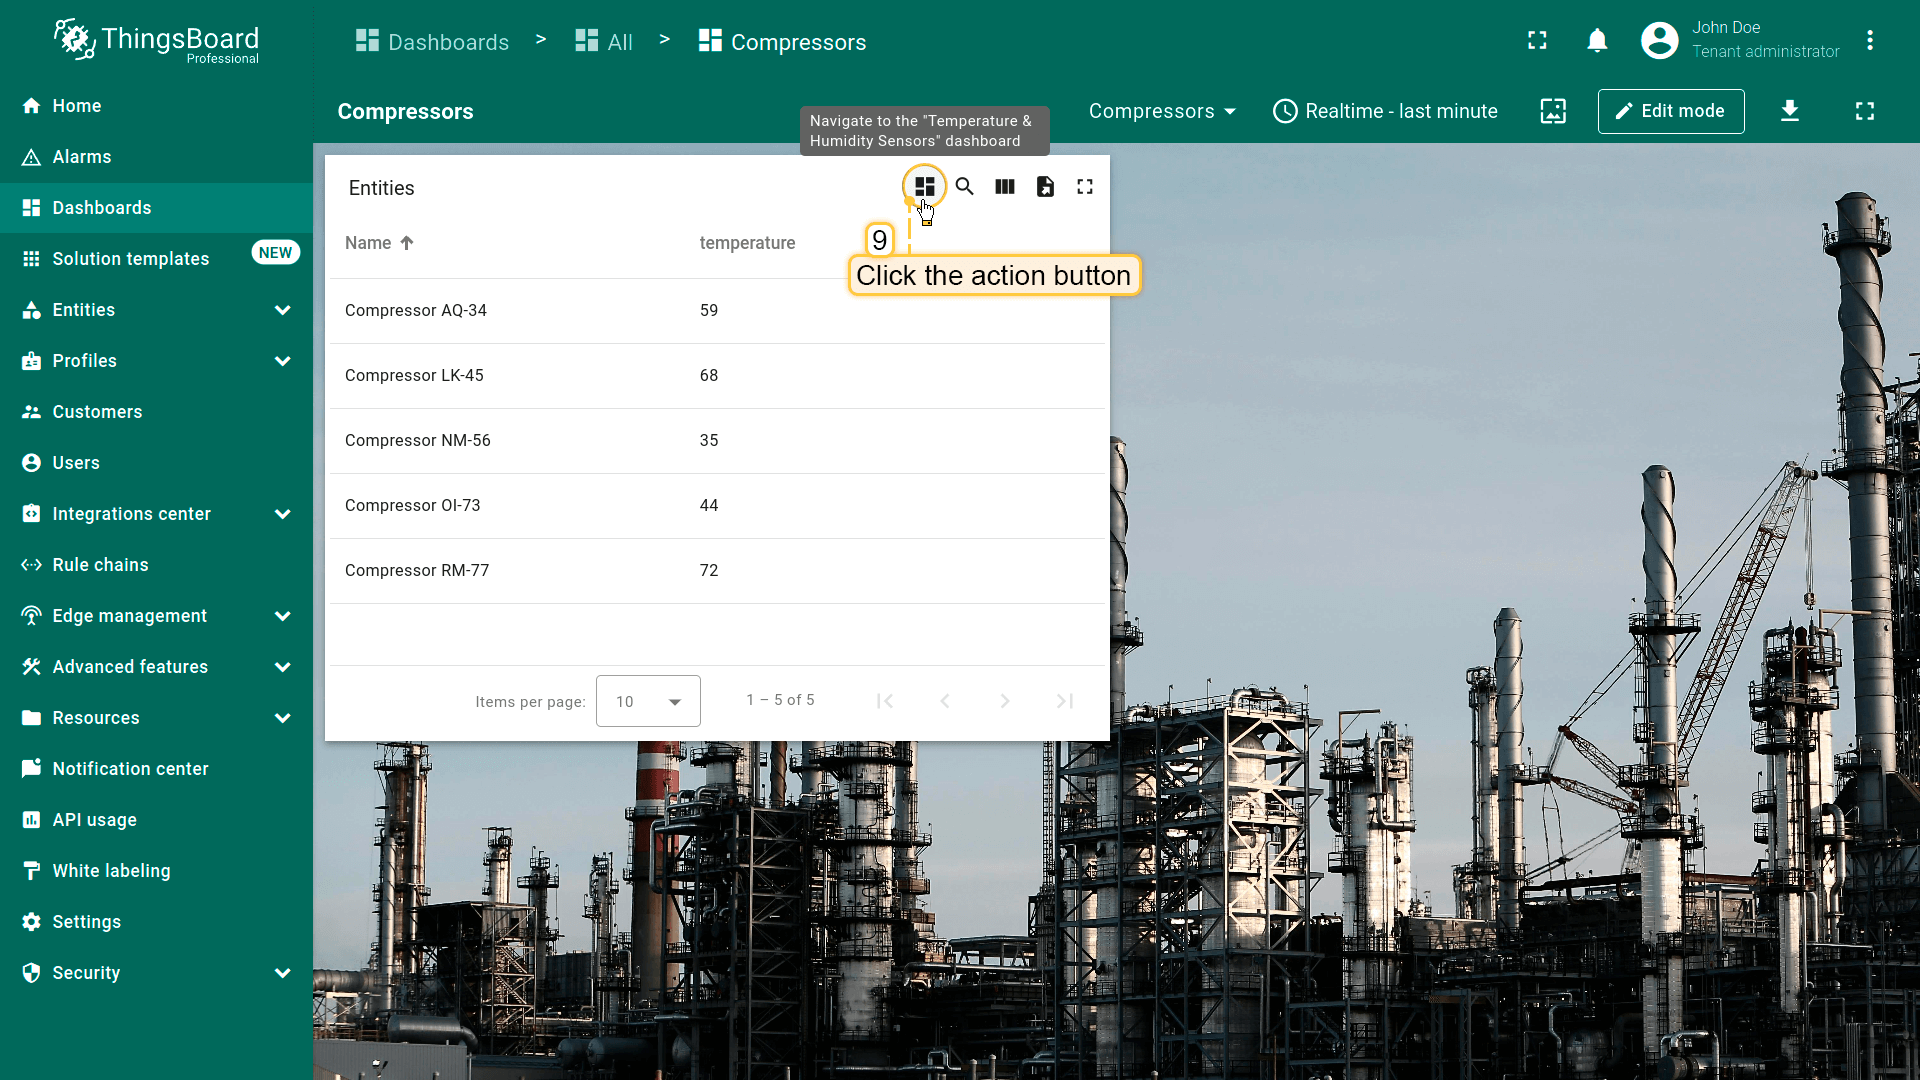 ThingsBoard
Professional
Dashboards > All > Compressors
John Doe
Tenant administrator
Home
Alarms
Dashboards
Solution templates NEW
Entities
Profiles
Customers
Users
Integrations center
Rule chains
Edge management
Advanced features
Resources
Notification center
API usage
White labeling
Settings
Security
Compressors
Compressors
Realtime - last minute
Edit mode
Navigate to the "Temperature &
Humidity Sensors" dashboard
Entities
9
Click the action button
Name temperature
Compressor AQ-34 59
Compressor LK-45 68
Compressor NM-56 35
Compressor OI-73 44
Compressor RM-77 72
Items per page: 10 1 – 5 of 5